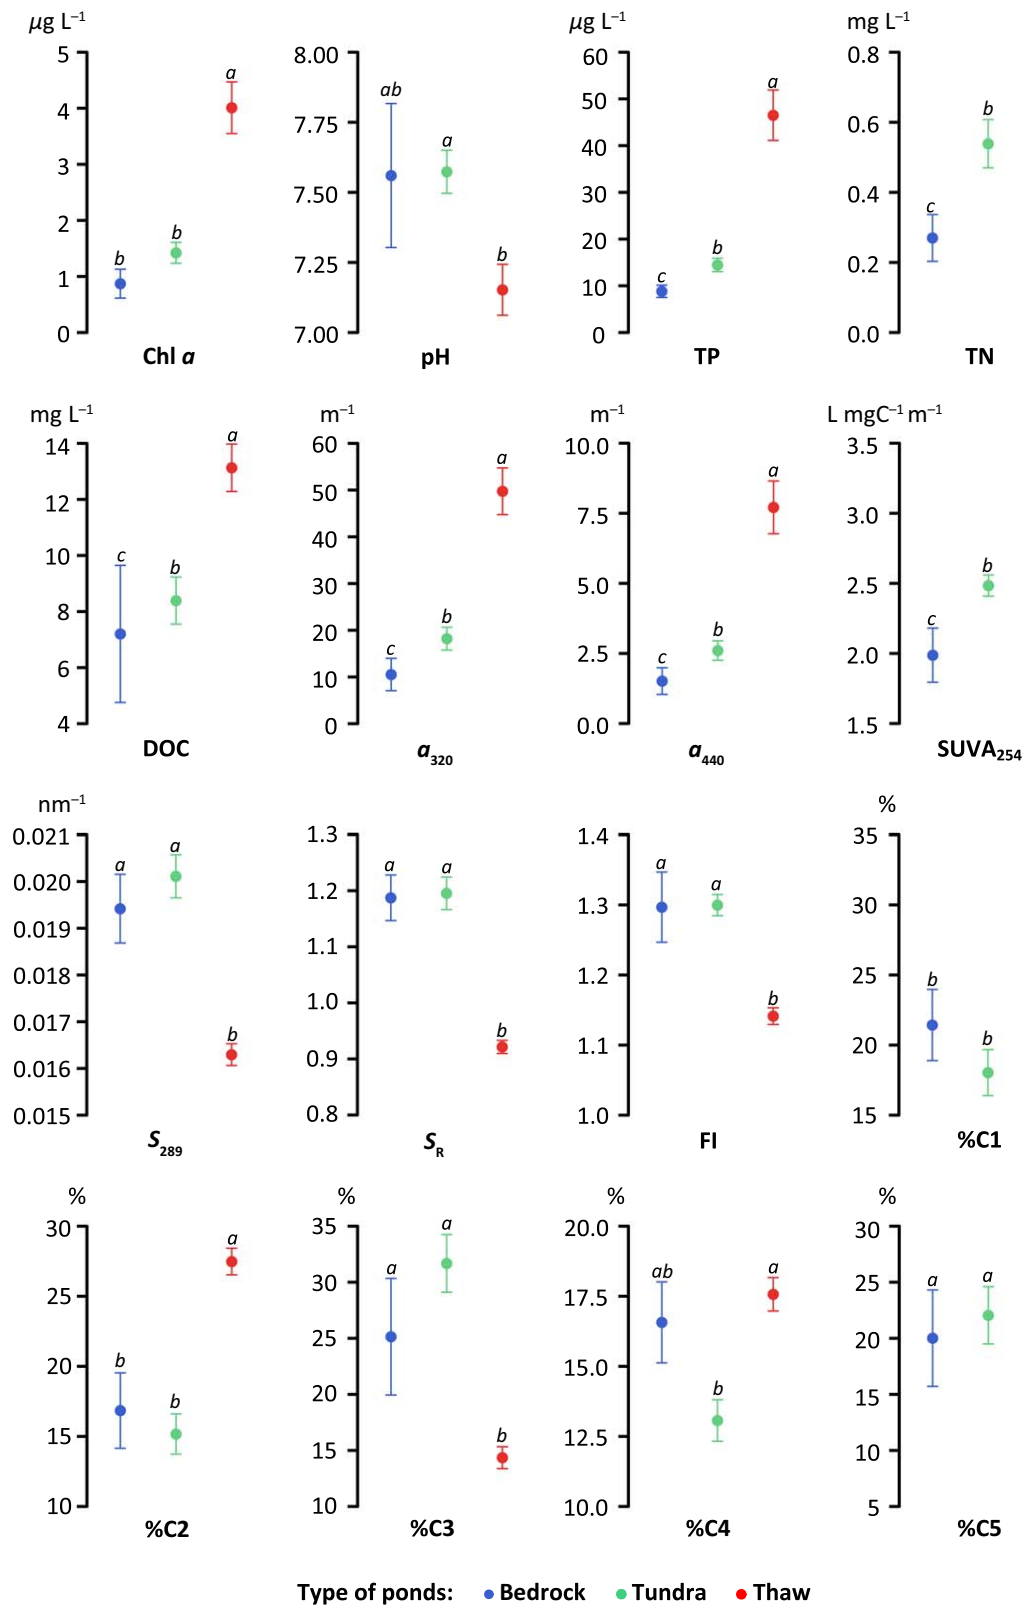 µg L⁻¹ µg L⁻¹ mg L⁻¹
5 8.00 60 0.8
a ab a b
4 7.75 50 0.6
a 40
3 7.50 30 0.4
2 b b 7.25 b 20 b c 0.2
1 10 c
0 7.00 0 0.0
Chl a pH TP TN
mg L⁻¹ m⁻¹ m⁻¹ L mgC⁻¹ m⁻¹
14 a 60 10.0 3.5
12 50 a 7.5 a 3.0
10 c b 40 5.0 2.5 b
8 30 c
6 20 b 2.5 b 2.0
10 c c
4 0 0.0 1.5
DOC a₃₂₀ a₄₄₀ SUVA₂₅₄
nm⁻¹ %
0.021 a a 1.3 a a 1.4 a a 35
0.020 1.2 1.3 30
0.019 1.1
0.018 1.0 1.2 25 b
0.017 b b b b
0.016 0.9 1.1 20
0.015 0.8 1.0 15
S₂₈₉ S_R FI %C1
% % % %
30 a 35 a 20.0 30
25 30 a 17.5 ab a 25 a a
20 b 25 15.0 20
b 20 b 15
15 15 b 12.5 10
10 10 10.0 5
%C2 %C3 %C4 %C5
Type of ponds: Bedrock Tundra Thaw